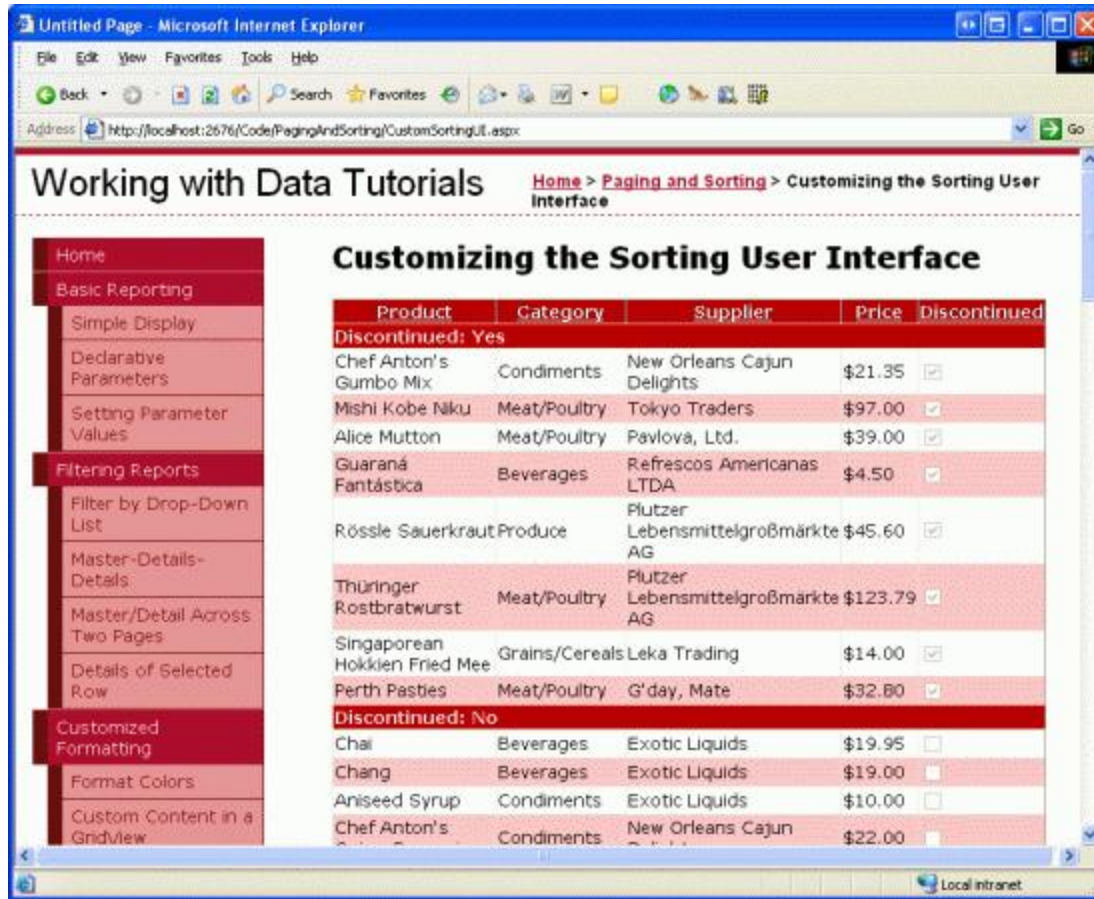 Untitled Page - Microsoft Internet Explorer
File Edit View Favorites Tools Help
Back Search Favorites
Address http://localhost:2676/Code/PagingAndSorting/CustomSortingUI.aspx Go
Working with Data Tutorials
Home > Paging and Sorting > Customizing the Sorting User
Interface
Home
Basic Reporting
Simple Display
Declarative
Parameters
Setting Parameter
Values
Filtering Reports
Filter by Drop-Down
List
Master-Details-
Details
Master/Detail Across
Two Pages
Details of Selected
Row
Customized
Formatting
Format Colors
Custom Content in a
GridView
Customizing the Sorting User Interface
Product Category Supplier Price Discontinued
Discontinued: Yes
Chef Anton's
Gumbo Mix Condiments New Orleans Cajun
Delights $21.35
Mishi Kobe Niku Meat/Poultry Tokyo Traders $97.00
Alice Mutton Meat/Poultry Pavlova, Ltd. $39.00
Guaraná
Fantástica Beverages Refrescos Americanas
LTDA $4.50
Rössle Sauerkraut Produce Plutzer
Lebensmittelgroßmärkte
AG $45.60
Thüringer
Rostbratwurst Meat/Poultry Plutzer
Lebensmittelgroßmärkte
AG $123.79
Singaporean
Hokkien Fried Mee Grains/Cereals Leka Trading $14.00
Perth Pasties Meat/Poultry G'day, Mate $32.80
Discontinued: No
Chai Beverages Exotic Liquids $19.95
Chang Beverages Exotic Liquids $19.00
Aniseed Syrup Condiments Exotic Liquids $10.00
Chef Anton's
Condiments New Orleans Cajun
$22.00
Local intranet